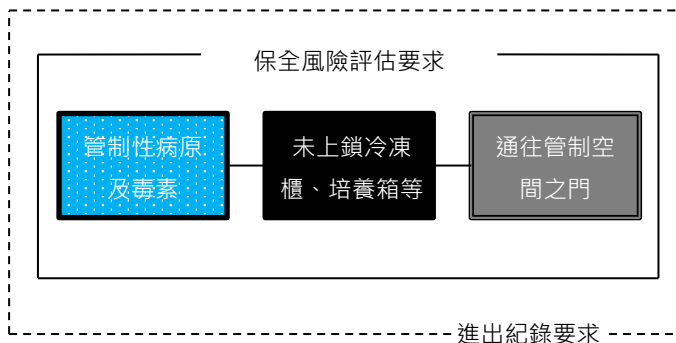 保全風險評估要求
管制性病原
及毒素
未上鎖冷凍
櫃、培養箱等
通往管制空
間之門
進出紀錄要求